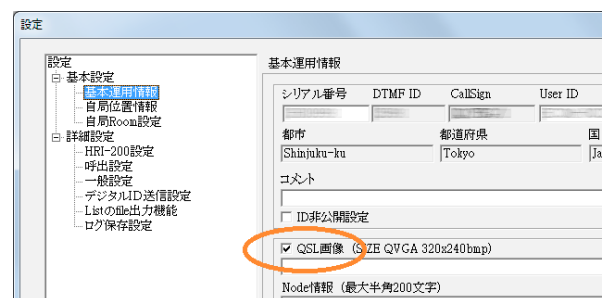 設定
設定
基本設定
基本運用情報
自局位置情報
自局Room設定
詳細設定
HRI-200設定
呼出設定
一般設定
デジタルID送信設定
Listのfile出力機能
ログ保存設定
基本運用情報
シリアル番号 DTMF ID CallSign User ID
都市 都道府県 国
Shinjuku-ku Tokyo Ja
コメント
ID非公開設定
QSL画像 (SIZE QVGA 320x240bmp)
Node情報 (最大半角200文字)